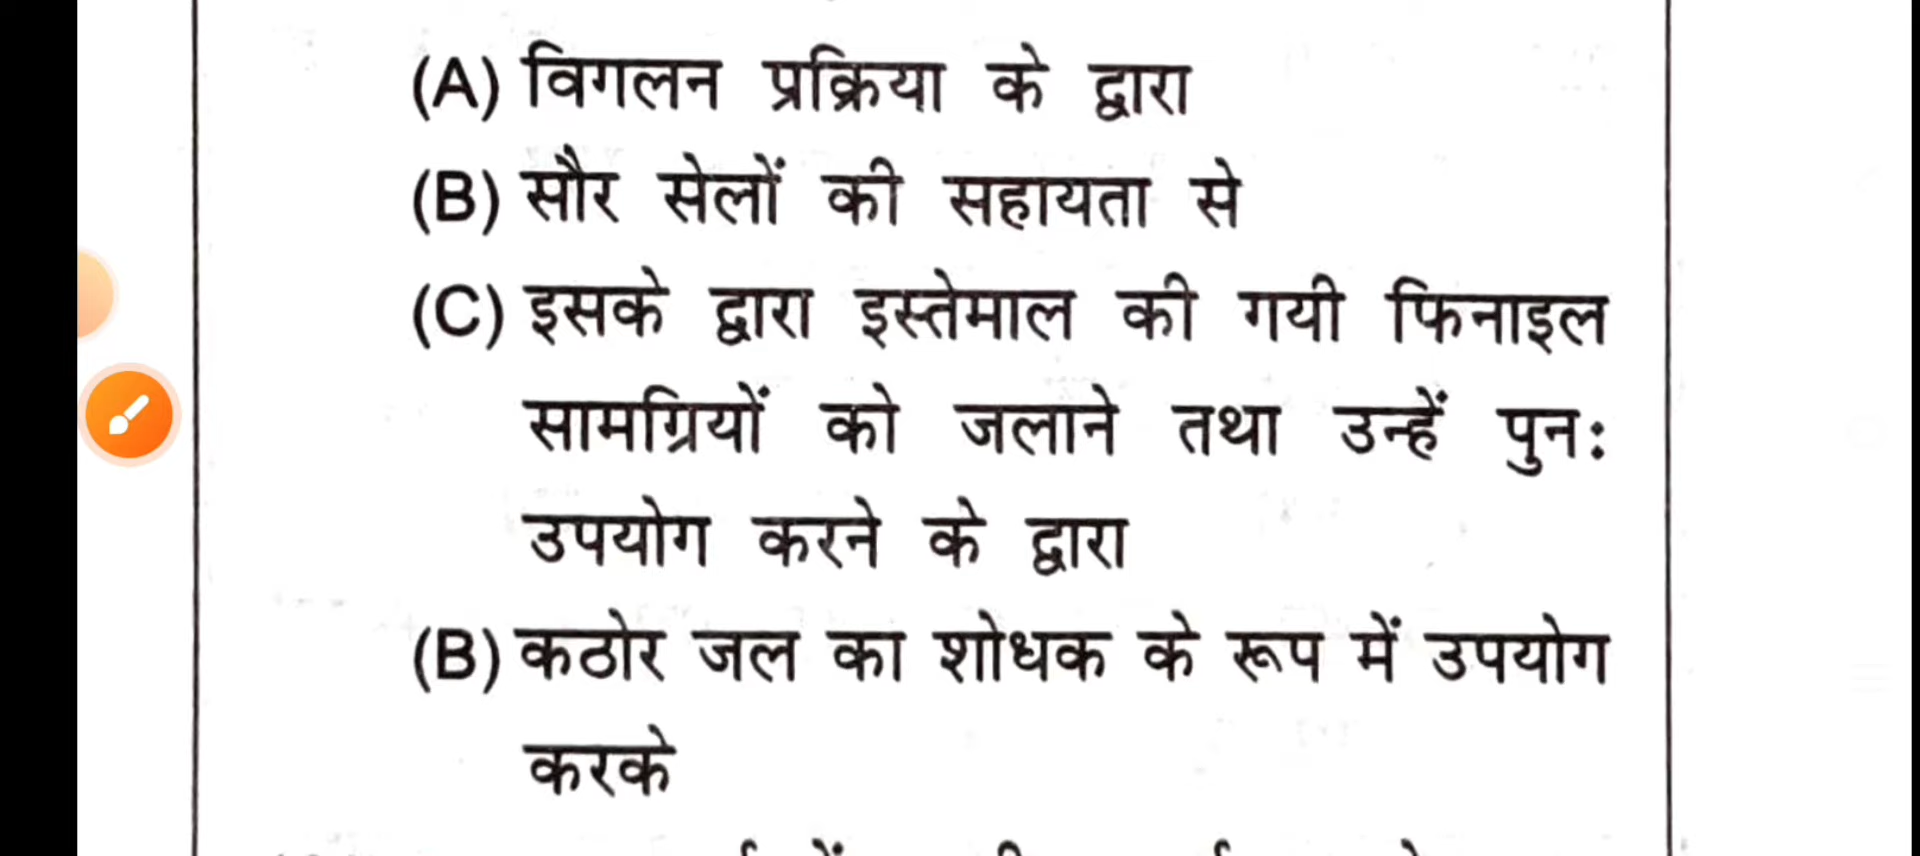 (A) विगलन प्रक्रिया के द्वारा
(B) सौर सेलों की सहायता से
(C) इसके द्वारा इस्तेमाल की गयी फिनाइल
सामग्रियों को जलाने तथा उन्हें पुनः
उपयोग करने के द्वारा
(B) कठोर जल का शोधक के रूप में उपयोग
करके